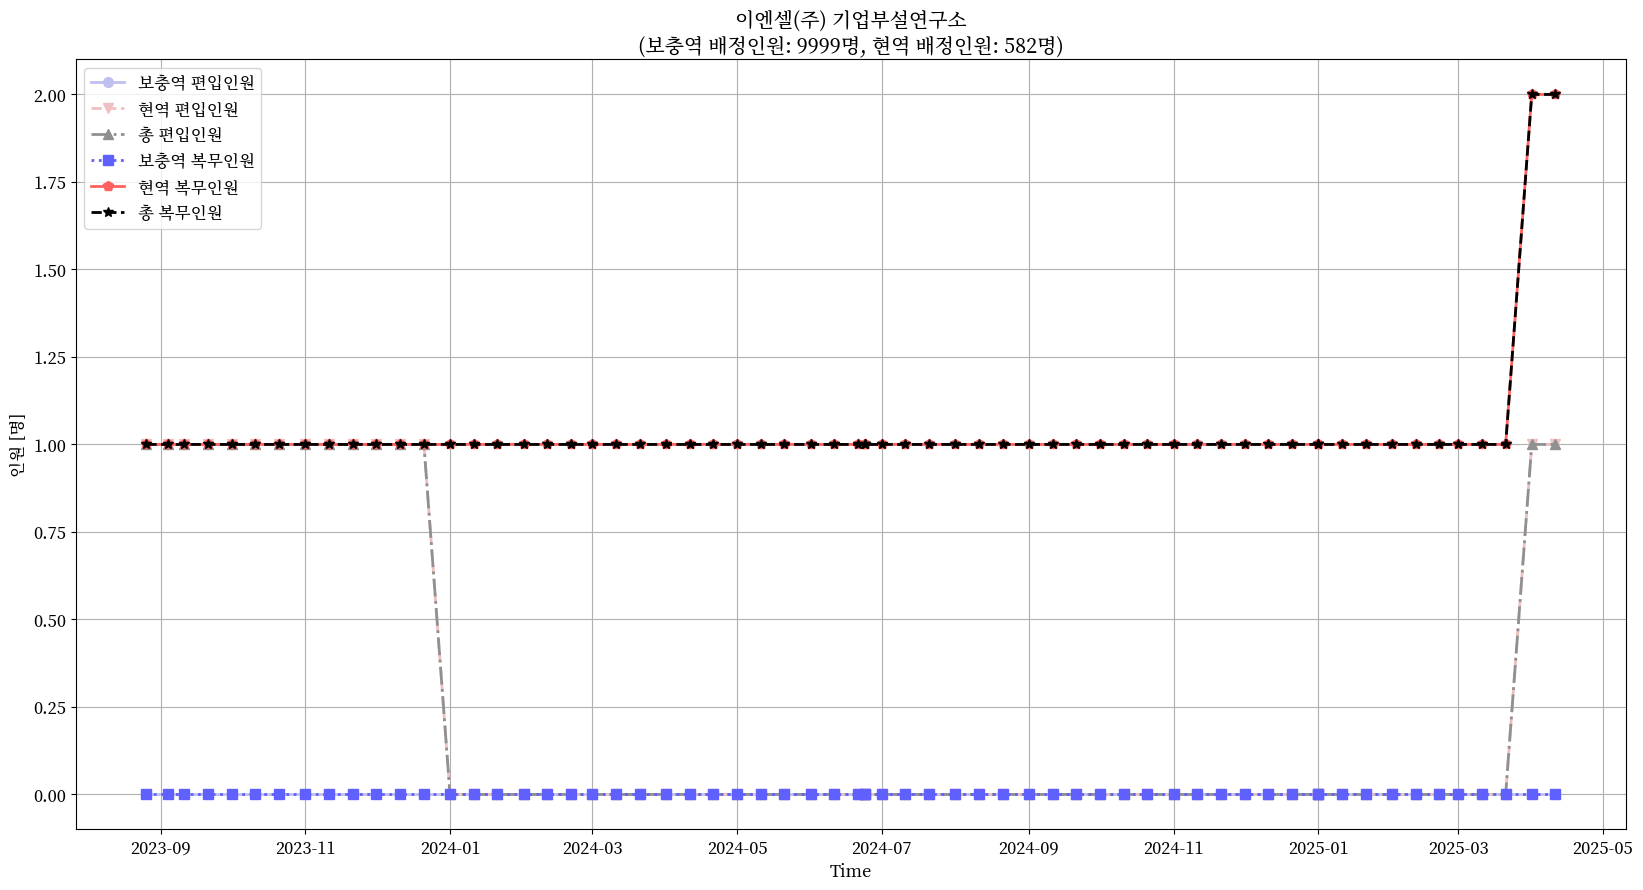 이엔셀(주) 기업부설연구소
(보충역 배정인원: 9999명, 현역 배정인원: 582명)
보충역 편입인원
현역 편입인원
총 편입인원
보충역 복무인원
현역 복무인원
총 복무인원
2.00
1.75
1.50
1.25
1.00
0.75
0.50
0.25
0.00
인원 [명]
2023-09 2023-11 2024-01 2024-03 2024-05 2024-07 2024-09 2024-11 2025-01 2025-03 2025-05
Time